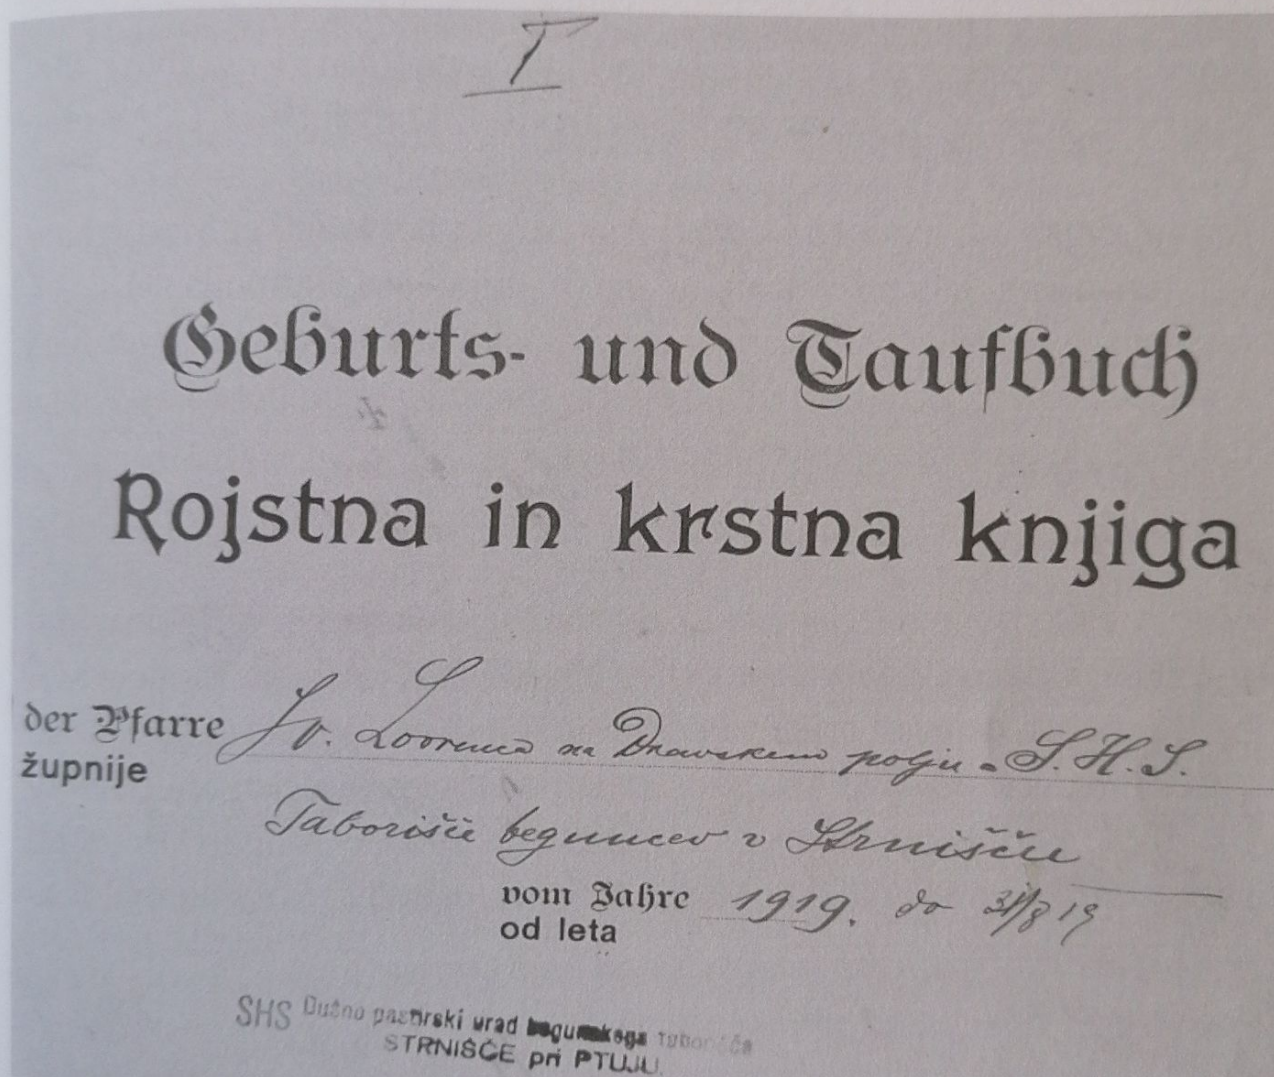 I
Geburts- und Taufbuch
Rojstna in krstna knjiga
der Pfarre Sv. Lovrenca na Dravskem polju - S.H.S.
župnije
Taborišče beguncev v Strnišču
vom Jahre 1919. do 31/8 19
od leta
SHS Dušno pastirski urad begunskega taborišča
STRNIŠČE pri PTUJU